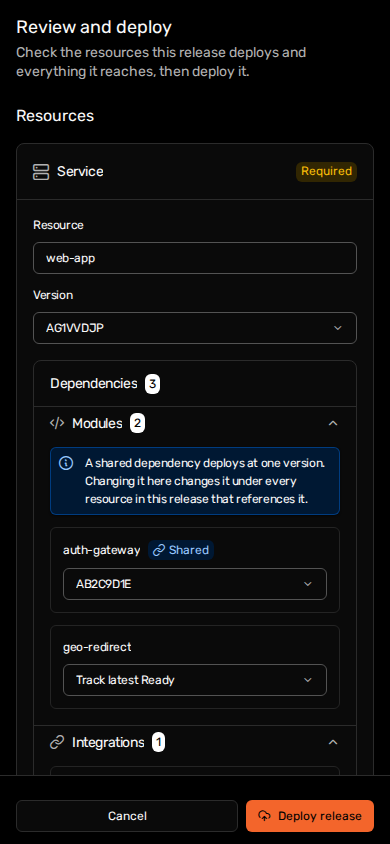 Review and deploy
Check the resources this release deploys and
everything it reaches, then deploy it.
Resources
Service
Required
Resource
web-app
Version
AG1VVDJP
Dependencies 3
Modules 2
A shared dependency deploys at one version.
Changing it here changes it under every
resource in this release that references it.
auth-gateway Shared
AB2C9D1E
geo-redirect
Track latest Ready
Integrations 1
Cancel
Deploy release